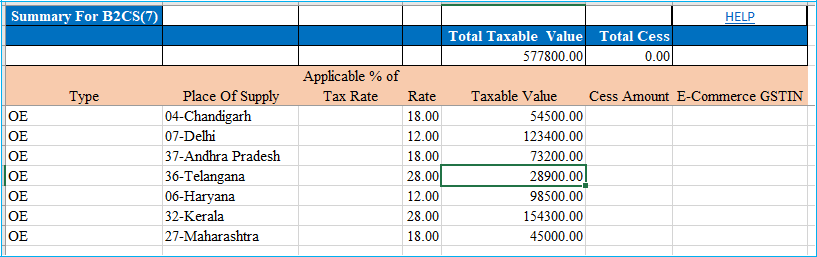 Summary For B2CS(7) HELP
Total Taxable Value Total Cess
577800.00 0.00
Applicable % of
Type Place Of Supply Tax Rate Rate Taxable Value Cess Amount E-Commerce GSTIN
OE 04-Chandigarh 18.00 54500.00
OE 07-Delhi 12.00 123400.00
OE 37-Andhra Pradesh 18.00 73200.00
OE 36-Telangana 28.00 28900.00
OE 06-Haryana 12.00 98500.00
OE 32-Kerala 28.00 154300.00
OE 27-Maharashtra 18.00 45000.00